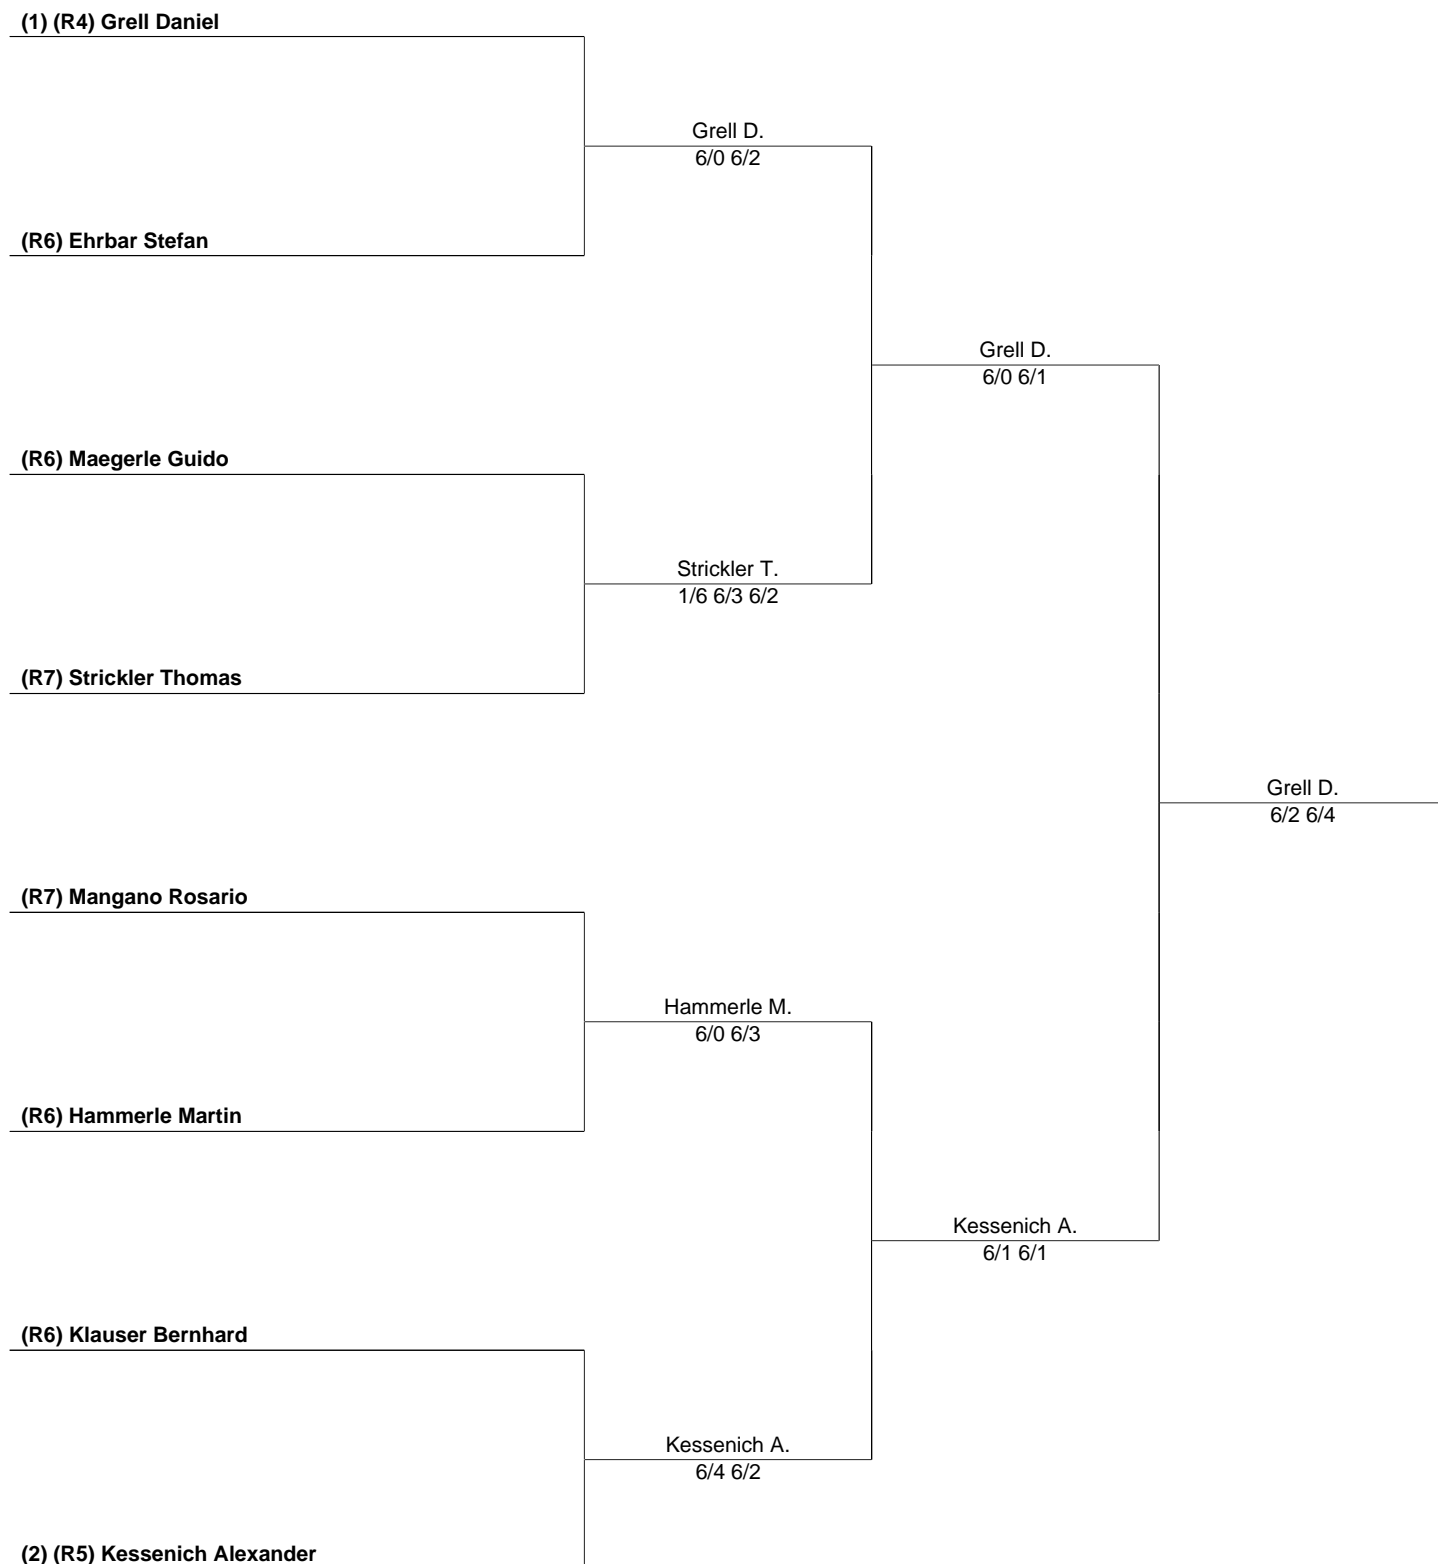 (1) (R4) Grell Daniel
Grell D.
6/0 6/2
(R6) Ehrbar Stefan
Grell D.
6/0 6/1
(R6) Maegerle Guido
Strickler T.
1/6 6/3 6/2
(R7) Strickler Thomas
Grell D.
6/2 6/4
(R7) Mangano Rosario
Hammerle M.
6/0 6/3
(R6) Hammerle Martin
Kessenich A.
6/1 6/1
(R6) Klauser Bernhard
Kessenich A.
6/4 6/2
(2) (R5) Kessenich Alexander